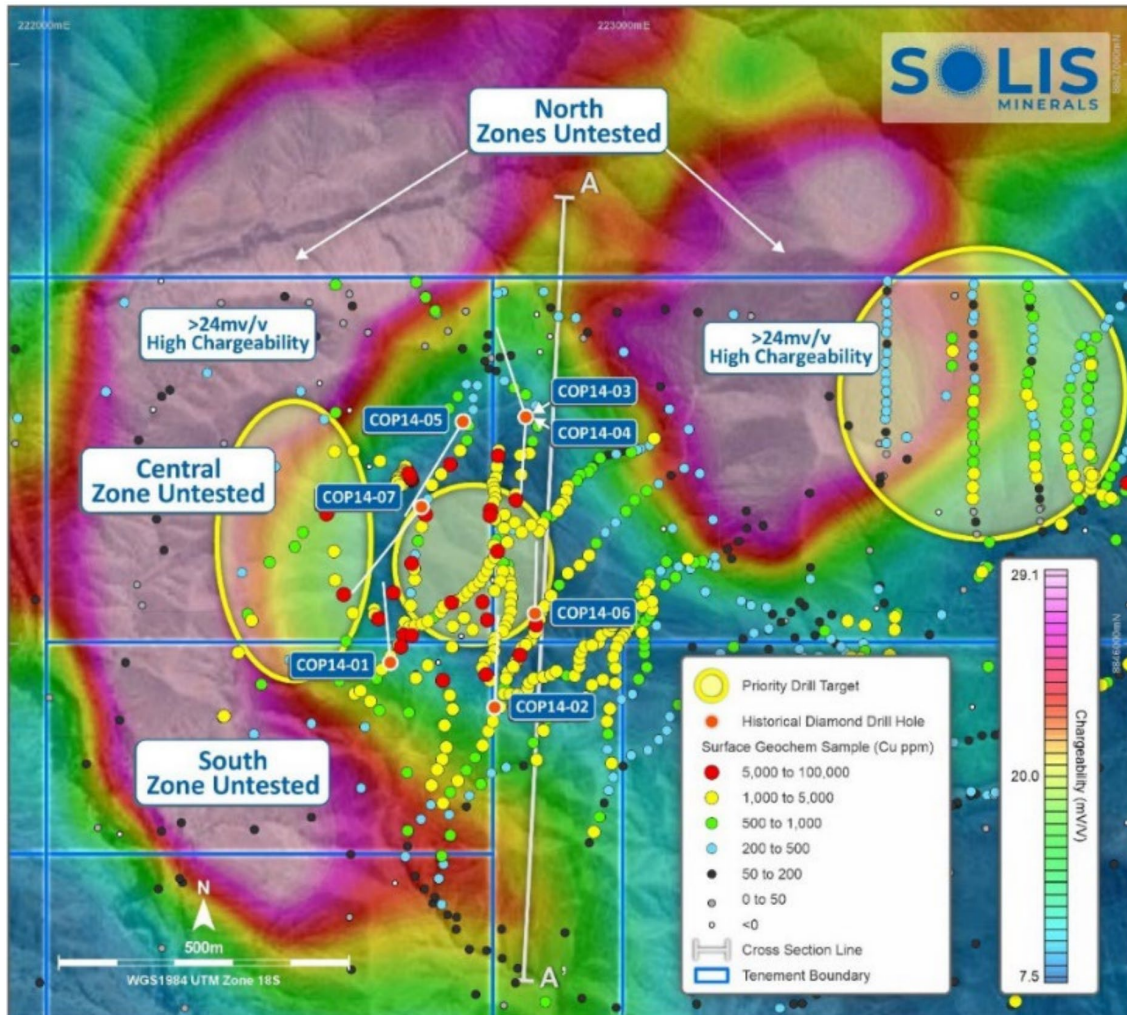 222000mE
223000mE
8847000mN
SOLIS
MINERALS
North
Zones Untested
A
>24mv/v
High Chargeability
>24mv/v
High Chargeability
COP14-03
COP14-05
COP14-04
Central
Zone Untested
COP14-07
COP14-06
8846000mN
COP14-01
COP14-02
South
Zone Untested
Priority Drill Target
Historical Diamond Drill Hole
Surface Geochem Sample (Cu ppm)
5,000 to 100,000
1,000 to 5,000
500 to 1,000
200 to 500
50 to 200
0 to 50
<0
Cross Section Line
Tenement Boundary
29.1
20.0
7.5
Chargeability (mV/V)
N
500m
WGS1984 UTM Zone 18S
A'